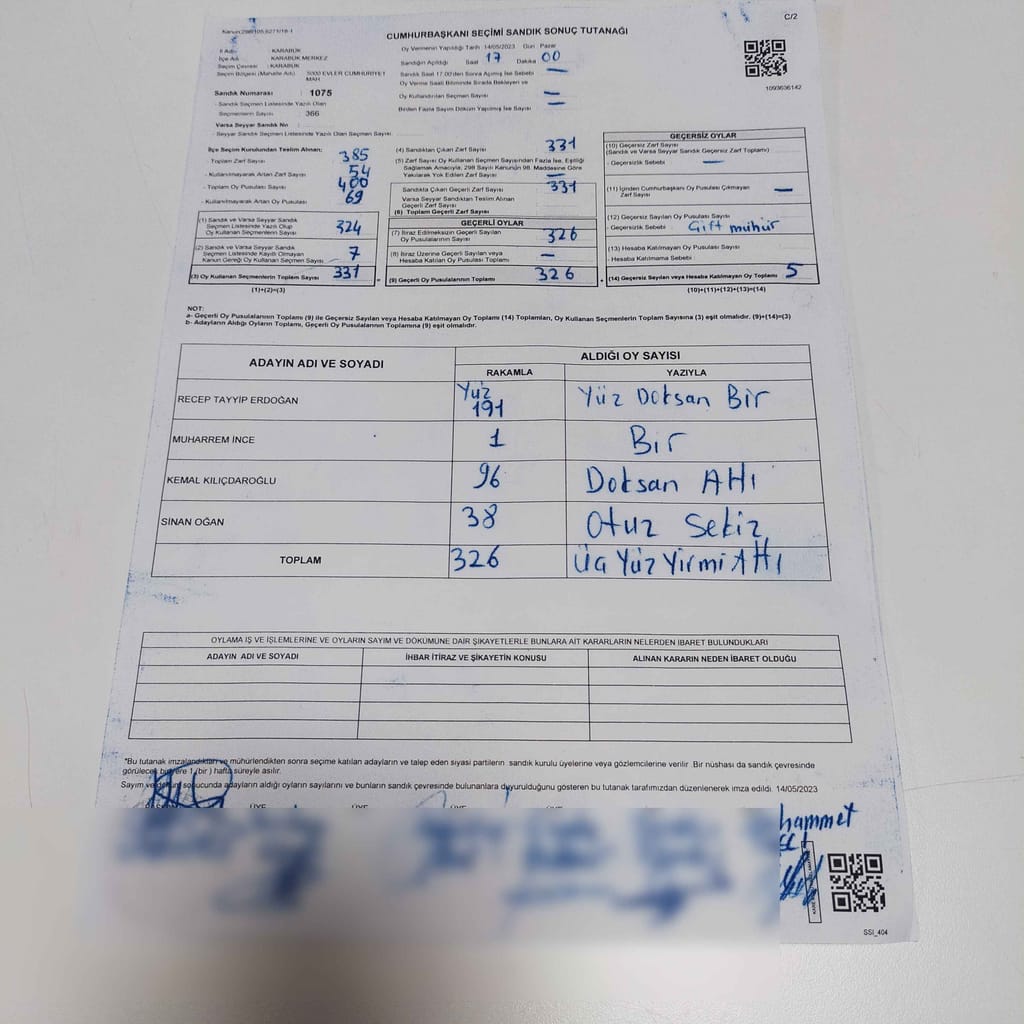 C/2
CUMHURBAŞKANI SEÇİMİ SANDIK SONUÇ TUTANAĞI
İl Adı : KARABÜK
İlçe Adı : KARABÜK MERKEZ
Seçim Çevresi : KARABÜK
Seçim Bölgesi (Mahalle Adı) 5000 EVLER CUMHURİYET MAH
Sandık Numarası : 1075
- Sandık Seçmen Listesinde Yazılı Olan
Seçmenlerin Sayısı : 366
Varsa Seyyar Sandık No :
- Seyyar Sandık Listesinde Yazılı Olan Seçmen Sayısı
Oy Vermenin Yapıldığı Tarih 14/05/2023 Gün Pazar
Sandığın Açıldığı Saat 17 Dakika 00
Sandık Saat 17.00'den Sonra Açılmış İse Sebebi —
Oy Verme Saati Bitiminde Sırada Bekleyen ve
Oy Kullandırılan Seçmen Sayısı —
Birden Fazla Sayım Döküm Yapılmış İse Sayısı —
1093636142
İlçe Seçim Kurulundan Teslim Alınan;
- Toplam Zarf Sayısı 385
- Kullanılmayarak Artan Zarf Sayısı 54
- Toplam Oy Pusulası Sayısı 400
- Kullanılmayarak Artan Oy Pusulası 69
(1) Sandık ve Varsa Seyyar Sandık
Seçmen Listesinde Yazılı Olup
Oy Kullanan Seçmenlerin Sayısı 324
(2) Sandık ve Varsa Seyyar Sandık
Seçmen Listesinde Kayıtlı Olmayan
Kanun Gereği Oy Kullanan Seçmen Sayısı 7
(3) Oy Kullanan Seçmenlerin Toplam Sayısı 331
(1)+(2)=(3)
(4) Sandıktan Çıkan Zarf Sayısı 331
(5) Zarf Sayısı Oy Kullanan Seçmen Sayısından Fazla İse, Eşitliği
Sağlamak Amacıyla, 298 Sayılı Kanunun 98. Maddesine Göre
Yakılarak Yok Edilen Zarf Sayısı —
Sandıkta Çıkan Geçerli Zarf Sayısı 331
Varsa Seyyar Sandıktan Teslim Alınan
Geçerli Zarf Sayısı
(6) Toplam Geçerli Zarf Sayısı
GEÇERLİ OYLAR
(7) İtiraz Edilmeksizin Geçerli Sayılan
Oy Pusulalarının Sayısı 326
(8) İtiraz Üzerine Geçerli Sayılan veya
Hesaba Katılan Oy Pusulası Toplamı —
(9) Geçerli Oy Pusulalarının Toplamı 326
GEÇERSİZ OYLAR
(10) Geçersiz Zarf Sayısı
(Sandık ve Varsa Seyyar Sandık Geçersiz Zarf Toplamı)
- Geçersizlik Sebebi —
(11) İçinden Cumhurbaşkanı Oy Pusulası Çıkmayan
Zarf Sayısı —
(12) Geçersiz Sayılan Oy Pusulası Sayısı
- Geçersizlik Sebebi Çift mühür
(13) Hesaba Katılmayan Oy Pusulası Sayısı
- Hesaba Katılmama Sebebi
(14) Geçersiz Sayılan veya Hesaba Katılmayan Oy Toplamı 5
(10)+(11)+(12)+(13)=(14)
NOT:
a- Geçerli Oy Pusulalarının Toplamı (9) ile Geçersiz Sayılan veya Hesaba Katılmayan Oy Toplamı (14) Toplamları, Oy Kullanan Seçmenlerin Toplam Sayısına (3) eşit olmalıdır. (9)+(14)=(3)
b- Adayların Aldığı Oyların Toplamı, Geçerli Oy Pusulalarının Toplamına (9) eşit olmalıdır.
ADAYIN ADI VE SOYADI ALDIĞI OY SAYISI
RAKAMLA YAZIYLA
RECEP TAYYİP ERDOĞAN Yüz 191 Yüz Doksan Bir
MUHARREM İNCE 1 Bir
KEMAL KILIÇDAROĞLU 96 Doksan Altı
SİNAN OĞAN 38 Otuz Sekiz
TOPLAM 326 Üç Yüz Yirmi Altı
OYLAMA İŞ VE İŞLEMLERİNE VE OYLARIN SAYIM VE DÖKÜMÜNE DAİR ŞİKAYETLERLE BUNLARA AİT KARARLARIN NELERDEN İBARET BULUNDUKLARI
ADAYIN ADI VE SOYADI İHBAR İTİRAZ VE ŞİKAYETİN KONUSU ALINAN KARARIN NEDEN İBARET OLDUĞU
*Bu tutanak imzalandıktan ve mühürlendikten sonra seçime katılan adayların ve talep eden siyasi partilerin sandık kurulu üyelerine veya gözlemcilerine verilir. Bir nüshası da sandık çevresinde
görülecek bir yere 1 (bir) hafta süreyle asılır.
Sayım ve döküm sonucunda adayların aldığı oyların sayılarını ve bunların sandık çevresinde bulunanlara duyurulduğunu gösteren bu tutanak tarafımızdan düzenlenerek imza edildi. 14/05/2023
ÜYE ÜYE ÜYE
hammet
SSİ_404